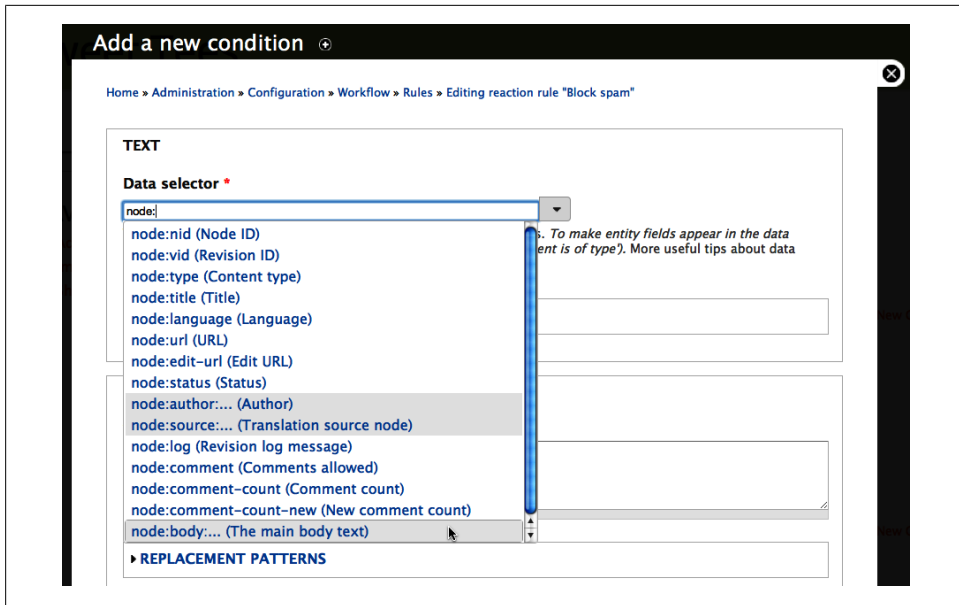 Add a new condition
Home » Administration » Configuration » Workflow » Rules » Editing reaction rule "Block spam"
TEXT
Data selector *
node:
s. To make entity fields appear in the data
node:nid (Node ID)
ent is of type'). More useful tips about data
node:vid (Revision ID)
node:type (Content type)
node:title (Title)
node:language (Language)
node:url (URL)
node:edit-url (Edit URL)
node:status (Status)
node:author:... (Author)
node:source:... (Translation source node)
node:log (Revision log message)
node:comment (Comments allowed)
node:comment-count (Comment count)
node:comment-count-new (New comment count)
node:body:... (The main body text)
REPLACEMENT PATTERNS